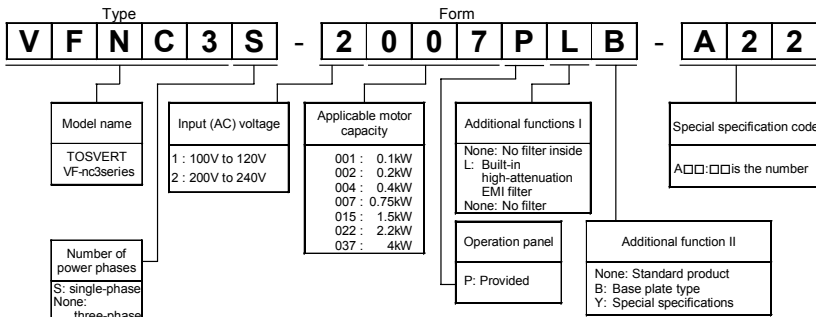 Type
Form
V F N C 3 S - 2 0 0 7 P L B - A 2 2
Model name
TOSVERT
VF-nc3series
Input (AC) voltage
1 : 100V to 120V
2 : 200V to 240V
Applicable motor
capacity
001 : 0.1kW
002 : 0.2kW
004 : 0.4kW
007 : 0.75kW
015 : 1.5kW
022 : 2.2kW
037 : 4kW
Additional functions I
None: No filter inside
L: Built-in
high-attenuation
EMI filter
None: No filter
Special specification code
A□□:□□is the number
Number of
power phases
S: single-phase
None:
three-phase
Operation panel
P: Provided
Additional function II
None: Standard product
B: Base plate type
Y: Special specifications